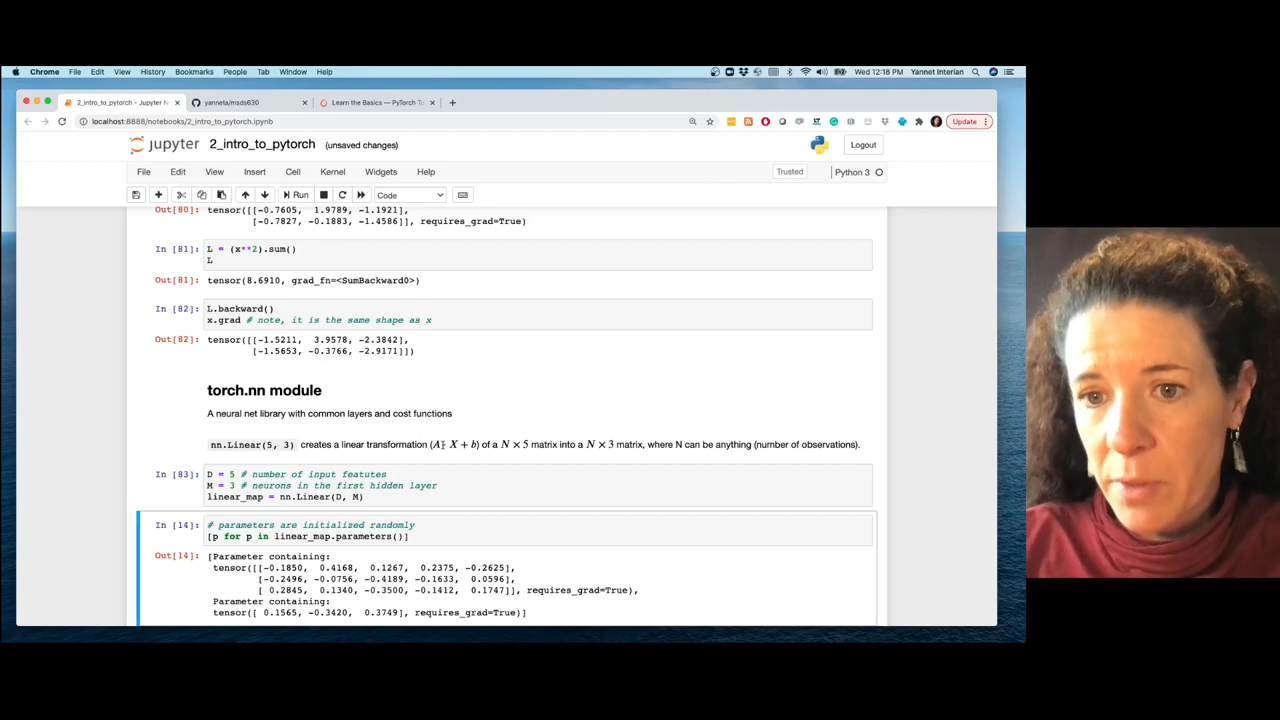 Chrome File Edit View History Bookmarks People Tab Window Help Wed 12:18 PM Yannet Interian
2_intro_to_pytorch - Jupyter N yanneta/msds630 Learn the Basics — PyTorch To
localhost:8888/notebooks/2_intro_to_pytorch.ipynb Update
jupyter 2_intro_to_pytorch (unsaved changes) Logout
File Edit View Insert Cell Kernel Widgets Help Trusted Python 3
Run Code
Out[80]: tensor([[-0.7605, 1.9789, -1.1921],
[-0.7827, -0.1883, -1.4586]], requires_grad=True)
In [81]: L = (x**2).sum()
L
Out[81]: tensor(8.6910, grad_fn=<SumBackward0>)
In [82]: L.backward()
x.grad # note, it is the same shape as x
Out[82]: tensor([[-1.5211, 3.9578, -2.3842],
[-1.5653, -0.3766, -2.9171]])
torch.nn module
A neural net library with common layers and cost functions
nn.Linear(5, 3) creates a linear transformation (A X + b) of a N × 5 matrix into a N × 3 matrix, where N can be anything (number of observations).
In [83]: D = 5 # number of input featutes
M = 3 # neurons in the first hidden layer
linear_map = nn.Linear(D, M)
In [14]: # parameters are initialized randomly
[p for p in linear_map.parameters()]
Out[14]: [Parameter containing:
tensor([[-0.1850, 0.4168, 0.1267, 0.2375, -0.2625],
[-0.2496, -0.0756, -0.4189, -0.1633, 0.0596],
[ 0.2845, 0.1340, -0.3500, -0.1412, 0.1747]], requires_grad=True),
Parameter containing:
tensor([ 0.1565, -0.3420, 0.3749], requires_grad=True)]